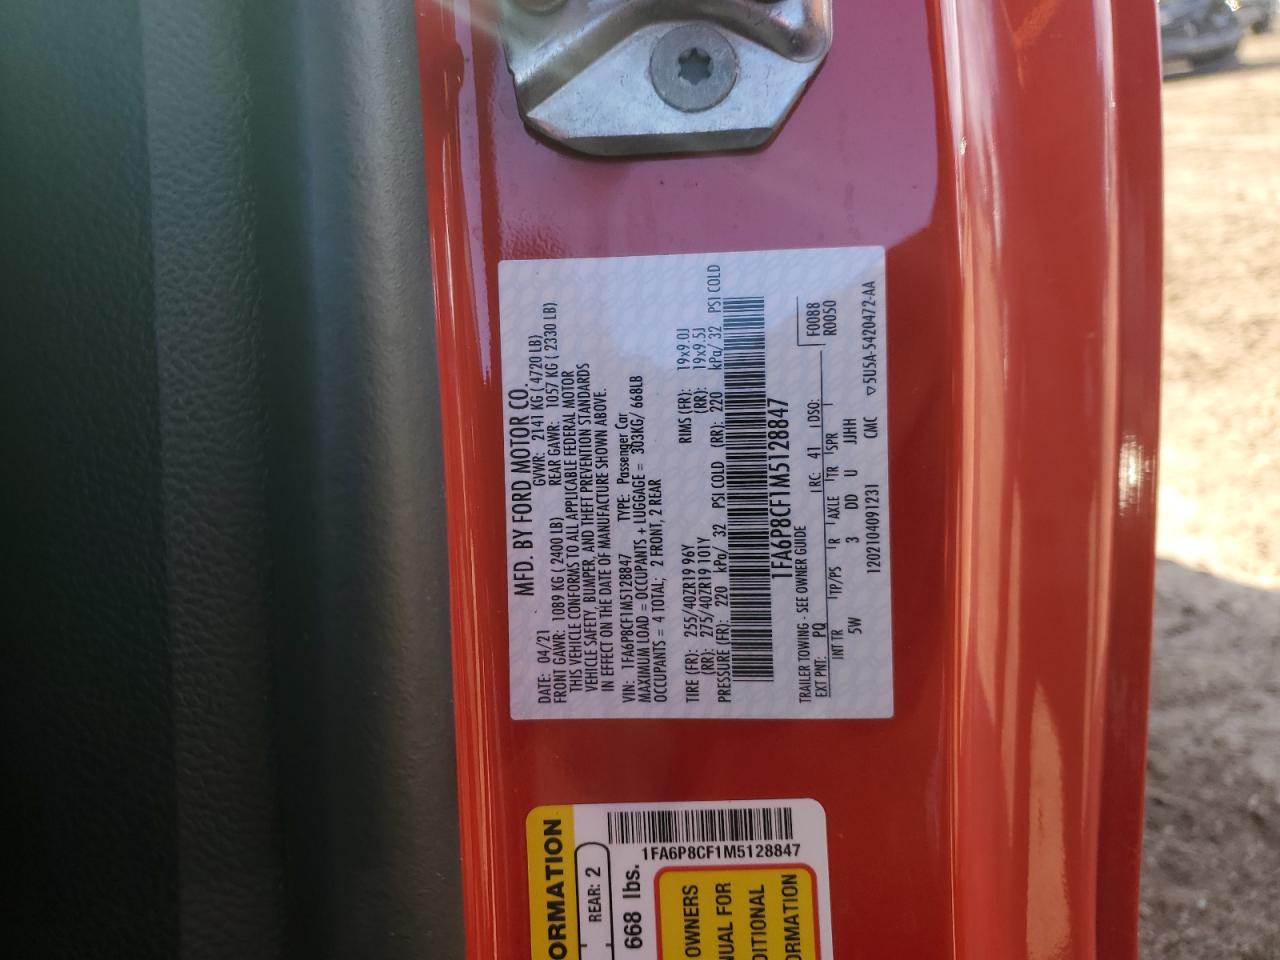 MFD. BY FORD MOTOR CO.
DATE: 04/21 GVWR: 2141 KG ( 4720 LB)
FRONT GAWR: 1089 KG ( 2400 LB) REAR GAWR: 1057 KG ( 2330 LB)
THIS VEHICLE CONFORMS TO ALL APPLICABLE FEDERAL MOTOR
VEHICLE SAFETY, BUMPER, AND THEFT PREVENTION STANDARDS
IN EFFECT ON THE DATE OF MANUFACTURE SHOWN ABOVE.
VIN: 1FA6P8CF1M5128847 TYPE: Passenger Car
MAXIMUM LOAD = OCCUPANTS + LUGGAGE = 303KG/ 668LB
OCCUPANTS = 4 TOTAL; 2 FRONT, 2 REAR
TIRE (FR): 255/40ZR19 96Y RIMS (FR): 19x9.0J
(RR): 275/40ZR19 101Y (RR): 19x9.5J
PRESSURE (FR): 220 kPa/ 32 PSI COLD (RR): 220 kPa/ 32 PSI COLD
1FA6P8CF1M5128847
TRAILER TOWING - SEE OWNER GUIDE F0088
EXT PNT: PQ RC: 41 DSO: R0050
INT TR TP/PS R AXLE TR SPR
5W 3 DD U JJHH
1202104091231 CMC ▽5U5A-5420472-AA
ORMATION
REAR: 2
668 lbs.
1FA6P8CF1M5128847
OWNERS
NUAL FOR
DITIONAL
ORMATION